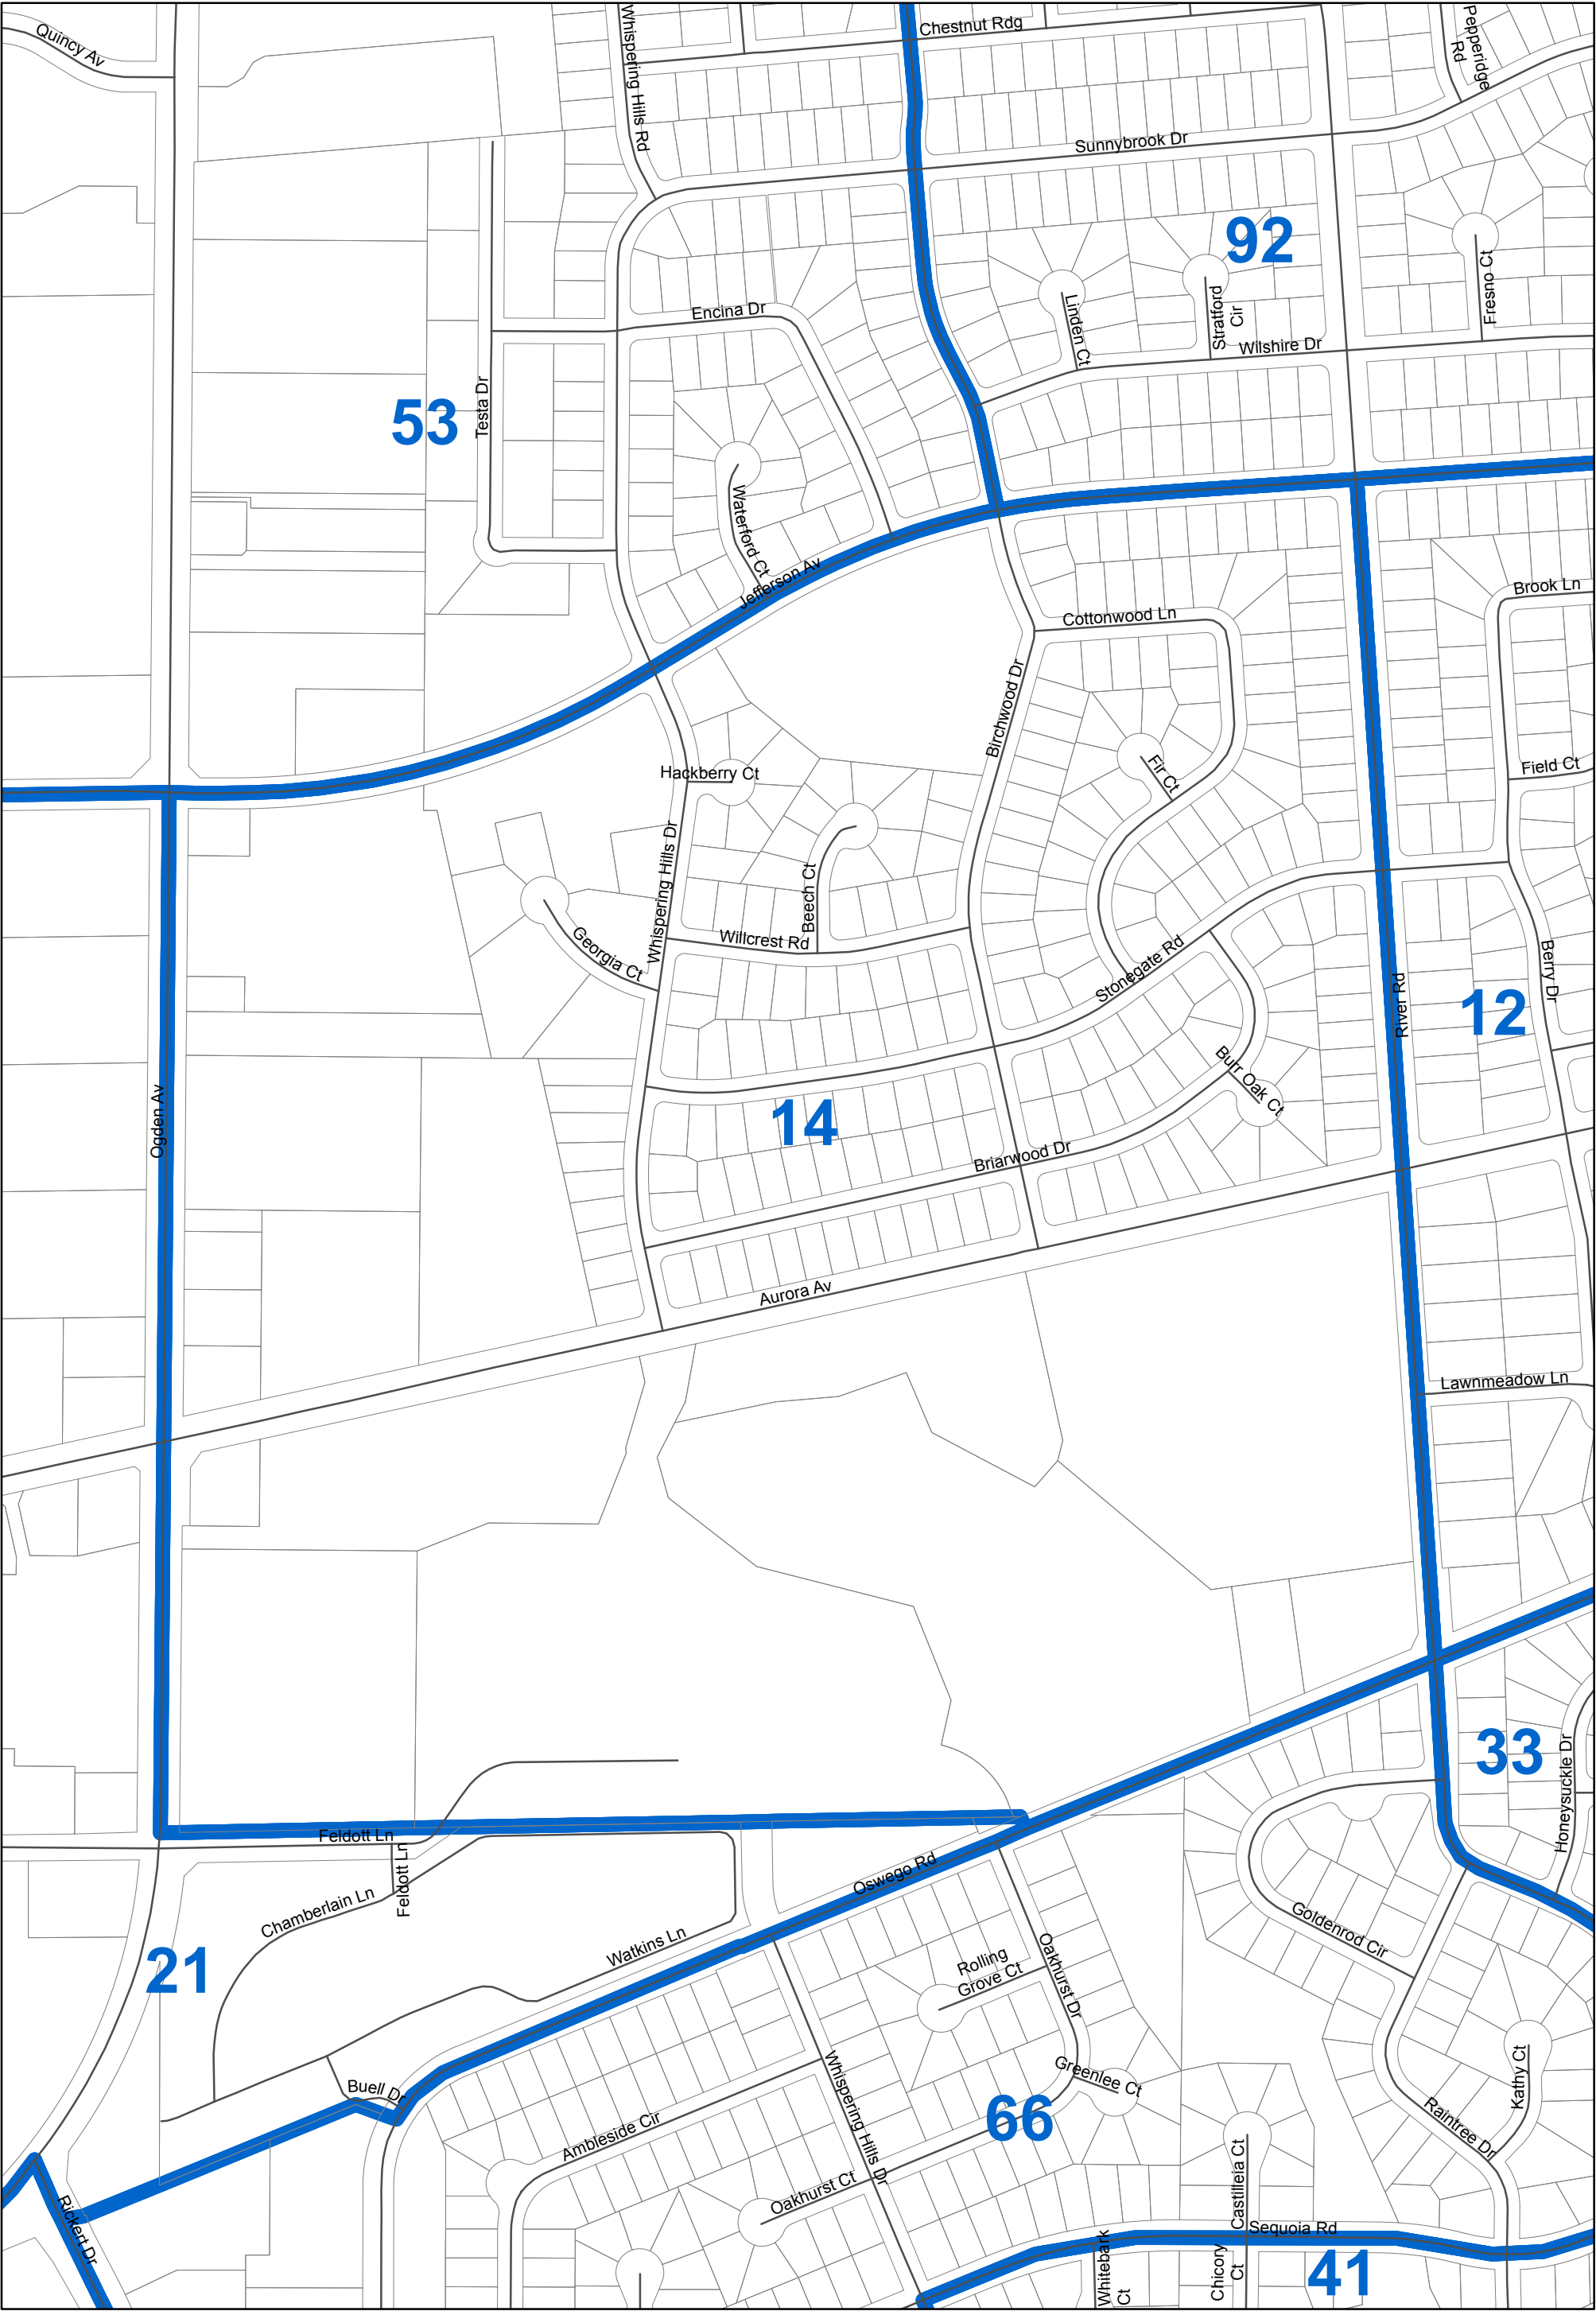 Quincy Av
Whispering Hills Rd
Chestnut Rdg
Pepperidge
Rd
Sunnybrook Dr
92
Linden Ct
Stratford
Cir
Fresno Ct
Wilshire Dr
Encina Dr
53
Testa Dr
Waterford Ct
Jefferson Av
Brook Ln
Cottonwood Ln
Birchwood Dr
Fir Ct
Field Ct
Hackberry Ct
Whispering Hills Dr
Beech Ct
Willcrest Rd
Georgia Ct
Stonegate Rd
River Rd
12
Berry Dr
Burr Oak Ct
Ogden Av
14
Briarwood Dr
Aurora Av
Lawnmeadow Ln
33
Honeysuckle Dr
Feldott Ln
Feldott Ln
Chamberlain Ln
Oswego Rd
Goldenrod Cir
21
Watkins Ln
Rolling
Grove Ct
Oakhurst Dr
Kathy Ct
Buell Dr
Greenlee Ct
66
Raintree Dr
Ambleside Cir
Whispering Hills Dr
Oakhurst Ct
Castilleia Ct
Rickert Dr
Sequoia Rd
Whitebark
Ct
Chicory
Ct
41